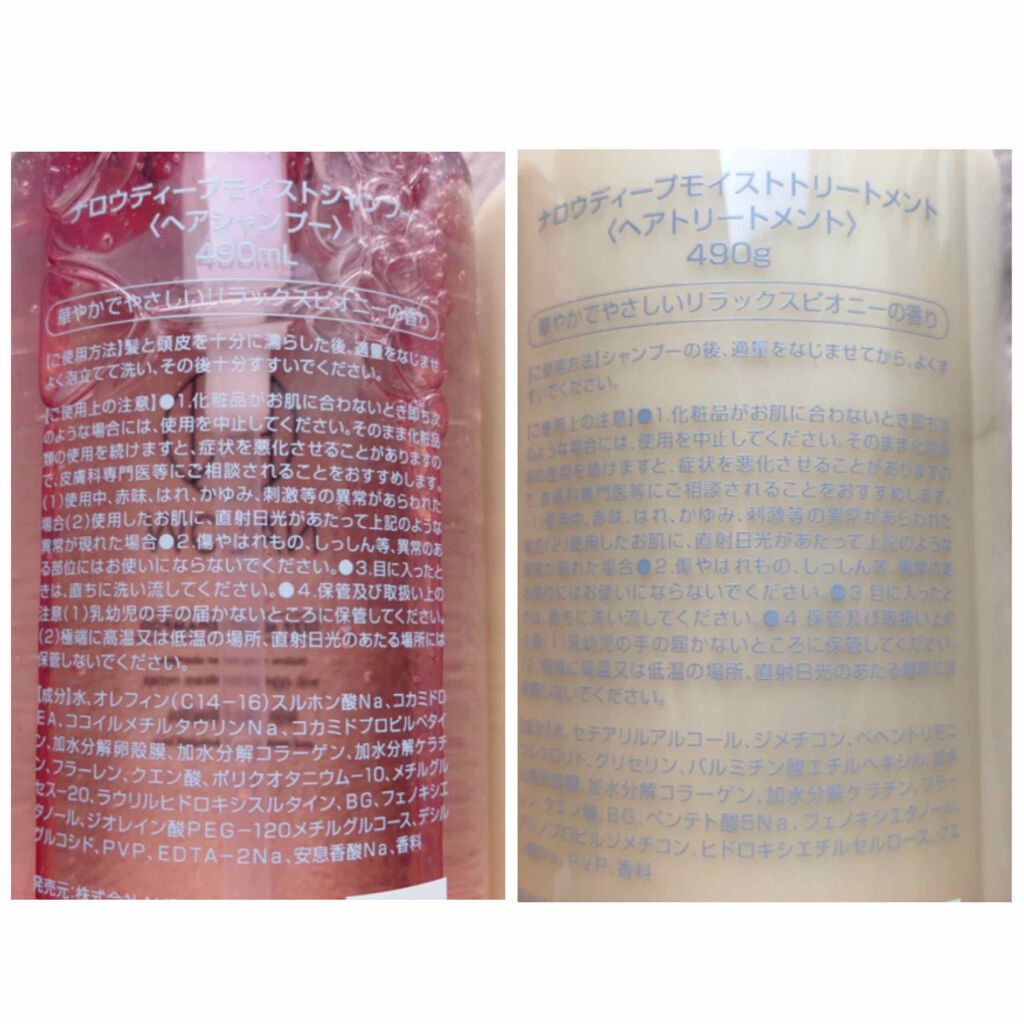 ナロウディープモイストシャンプー
〈ヘアシャンプー〉
490mL
華やかでやさしいリラックスピオニーの香り
【ご使用方法】髪と頭皮を十分に濡らした後、適量をなじませ
よく泡立てて洗い、その後十分すすいでください。
【ご使用上の注意】●1.化粧品がお肌に合わないとき即ち次
のような場合には、使用を中止してください。そのまま化粧品
類の使用を続けますと、症状を悪化させることがありますの
で、皮膚科専門医等にご相談されることをおすすめします。
(1)使用中、赤味、はれ、かゆみ、刺激等の異常があらわれた
場合(2)使用したお肌に、直射日光があたって上記のような
異常が現れた場合●2.傷やはれもの、しっしん等、異常のあ
る部位にはお使いにならないでください。●3.目に入ったと
きは、直ちに洗い流してください。●4.保管及び取扱い上の
注意(1)乳幼児の手の届かないところに保管してください。
(2)極端に高温又は低温の場所、直射日光のあたる場所には
保管しないでください。
【成分】水、オレフィン(C14-16)スルホン酸Na、コカミドD
EA、ココイルメチルタウリンNa、コカミドプロピルベタイ
ン、加水分解卵殻膜、加水分解コラーゲン、加水分解ケラチ
ン、フラーレン、クエン酸、ポリクオタニウム-10、メチルグル
セス-20、ラウリルヒドロキシスルタイン、BG、フェノキシエ
タノール、ジオレイン酸PEG-120メチルグルコース、デシル
グルコシド、PVP、EDTA-2Na、安息香酸Na、香料
発売元:株式会社
ナロウディープモイストトリートメント
〈ヘアトリートメント〉
490g
華やかでやさしいリラックスピオニーの香り
【ご使用方法】シャンプーの後、適量をなじませてから、よくす
すいでください。
【ご使用上の注意】●1.化粧品がお肌に合わないとき即ち次
のような場合には、使用を中止してください。そのまま化粧品
類の使用を続けますと、症状を悪化させることがありますの
で、皮膚科専門医等にご相談されることをおすすめします。
(1)使用中、赤味、はれ、かゆみ、刺激等の異常があらわれた
場合(2)使用したお肌に、直射日光があたって上記のような
異常が現れた場合●2.傷やはれもの、しっしん等、異常のあ
る部位にはお使いにならないでください。●3.目に入ったと
きは、直ちに洗い流してください。●4.保管及び取扱い上の
注意(1)乳幼児の手の届かないところに保管してください。
(2)極端に高温又は低温の場所、直射日光のあたる場所には
保管しないでください。
【成分】水、セテアリルアルコール、ジメチコン、ベヘントリモニ
ウムクロリド、グリセリン、パルミチン酸エチルヘキシル、加水
分解卵殻膜、加水分解コラーゲン、加水分解ケラチン、フラー
レン、クエン酸、BG、ペンテト酸5Na、フェノキシエタノール、
アミノプロピルジメチコン、ヒドロキシエチルセルロース、クエ
ン酸Na、PVP、香料